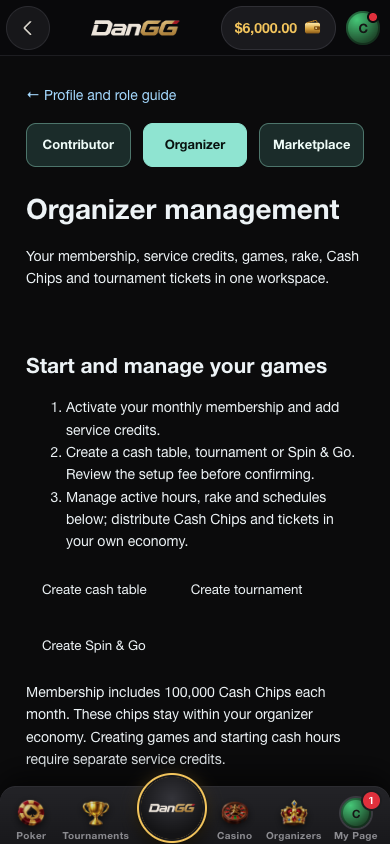 DanGG
$6,000.00
C
← Profile and role guide
Contributor
Organizer
Marketplace
Organizer management
Your membership, service credits, games, rake, Cash
Chips and tournament tickets in one workspace.
Start and manage your games
1. Activate your monthly membership and add
service credits.
2. Create a cash table, tournament or Spin & Go.
Review the setup fee before confirming.
3. Manage active hours, rake and schedules
below; distribute Cash Chips and tickets in
your own economy.
Create cash table
Create tournament
Create Spin & Go
Membership includes 100,000 Cash Chips each
month. These chips stay within your organizer
economy. Creating games and starting cash hours
require separate service credits.
DanGG
C
1
Poker
Tournaments
Casino
Organizers
My Page